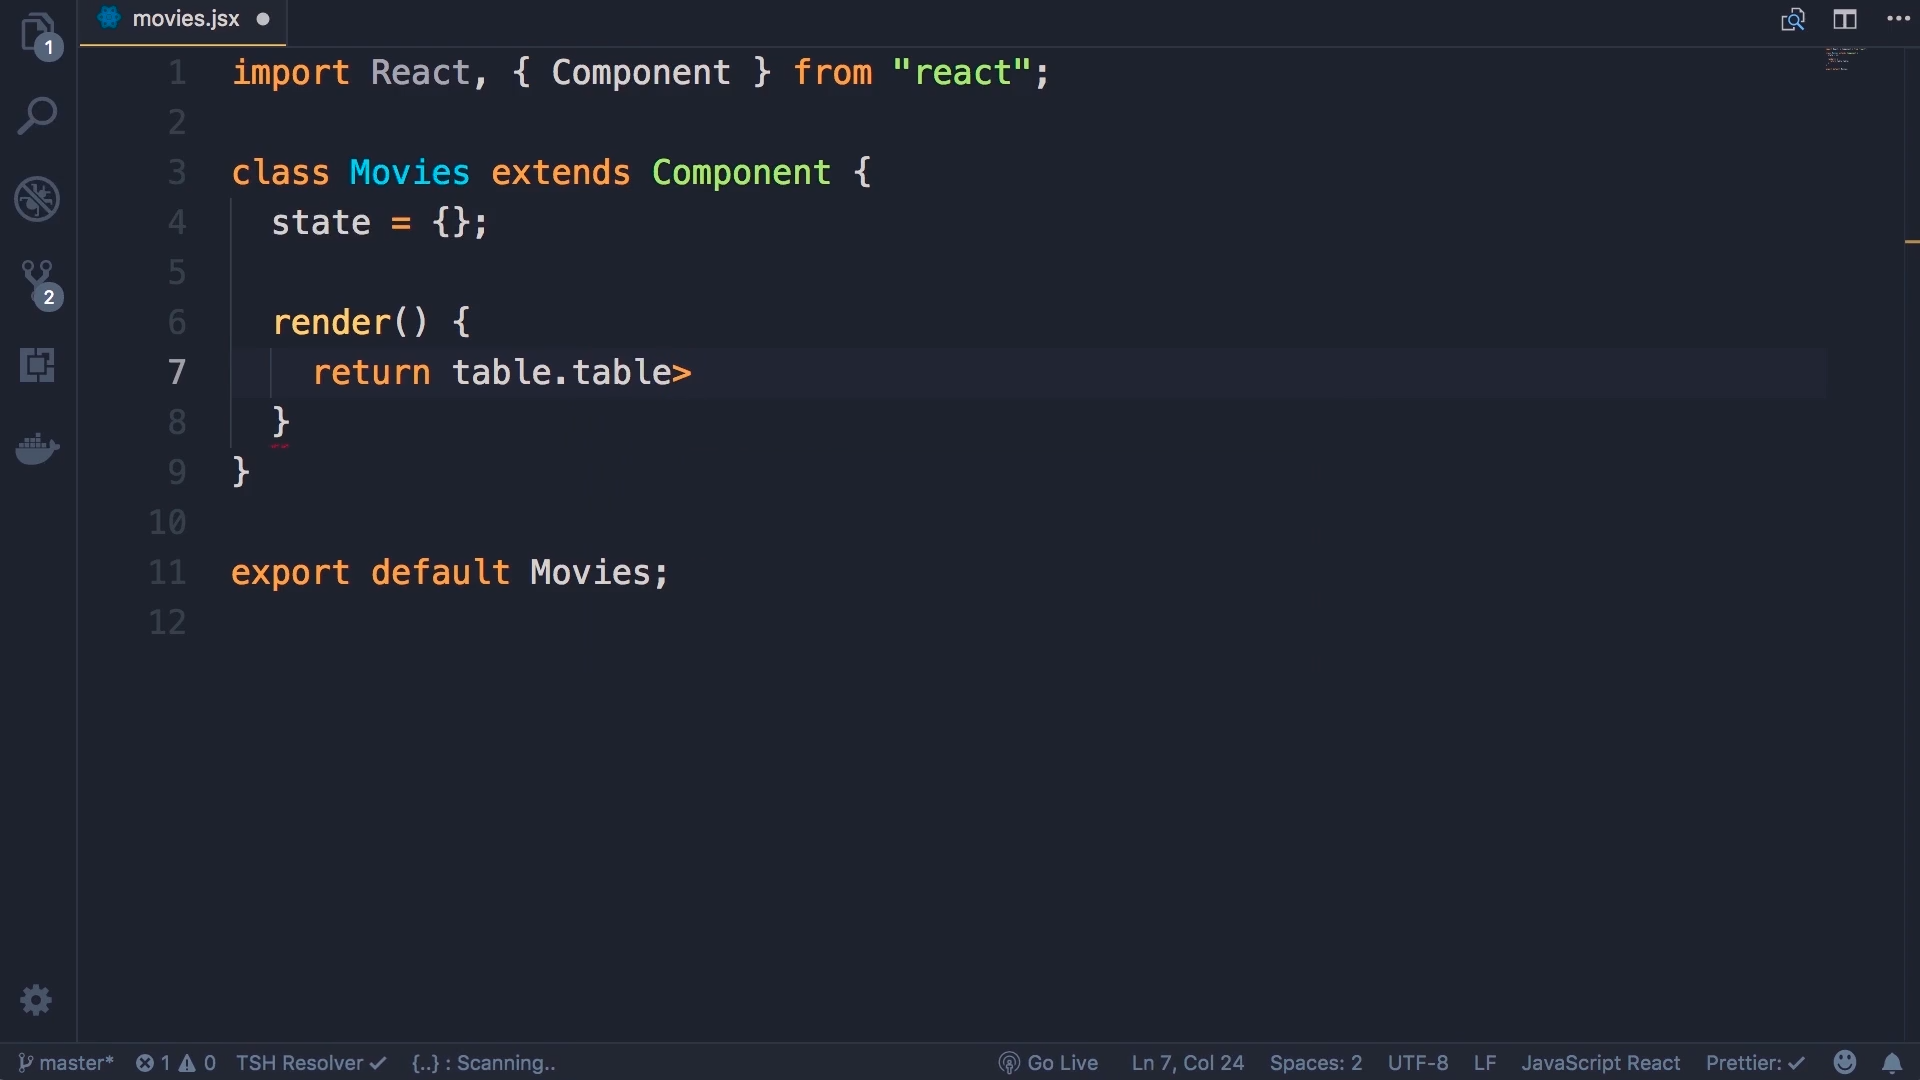 1
movies.jsx
1 import React, { Component } from "react";
2
3 class Movies extends Component {
4 state = {};
5
6 render() {
7 return table.table>
8 }
9 }
10
11 export default Movies;
12
2
master* 1 0 TSH Resolver {..} : Scanning.. Go Live Ln 7, Col 24 Spaces: 2 UTF-8 LF JavaScript React Prettier: